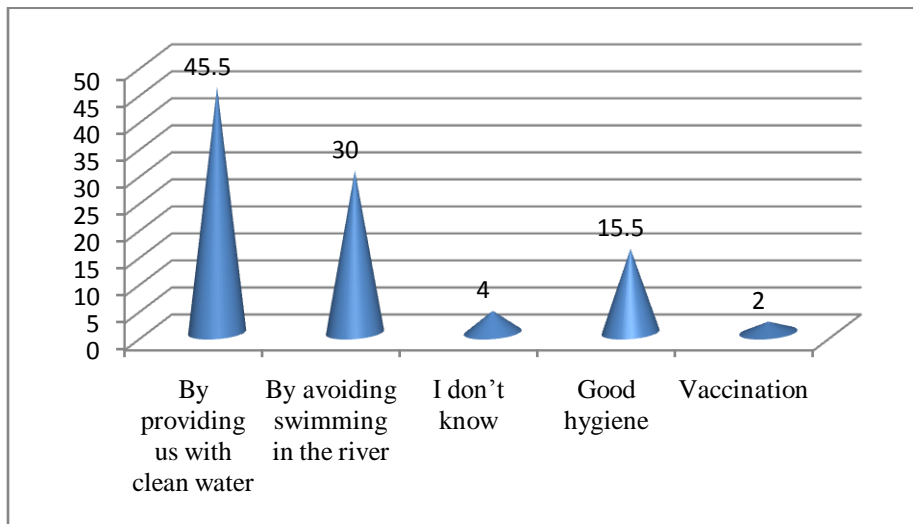 50
45
40
35
30
25
20
15
10
5
0
45.5
30
4
15.5
2
By
providing
us with
clean water
By avoiding
swimming
in the river
I don’t
know
Good
hygiene
Vaccination